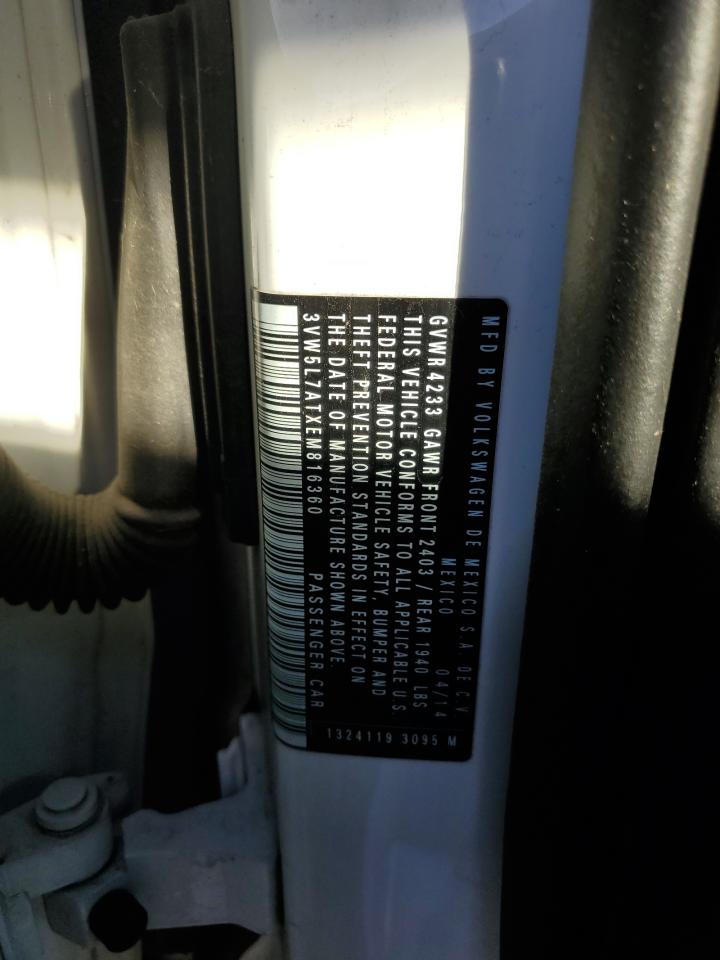 MFD BY VOLKSWAGEN DE MEXICO S.A. DE C.V
MEXICO 04/14
GVWR 4233 GAWR FRONT 2403 / REAR 1940 LBS
THIS VEHICLE CONFORMS TO ALL APPLICABLE U.S.
FEDERAL MOTOR VEHICLE SAFETY, BUMPER AND
THEFT PREVENTION STANDARDS IN EFFECT ON
THE DATE OF MANUFACTURE SHOWN ABOVE.
3VW5L7ATXEM816360 PASSENGER CAR
1324119 3095 M